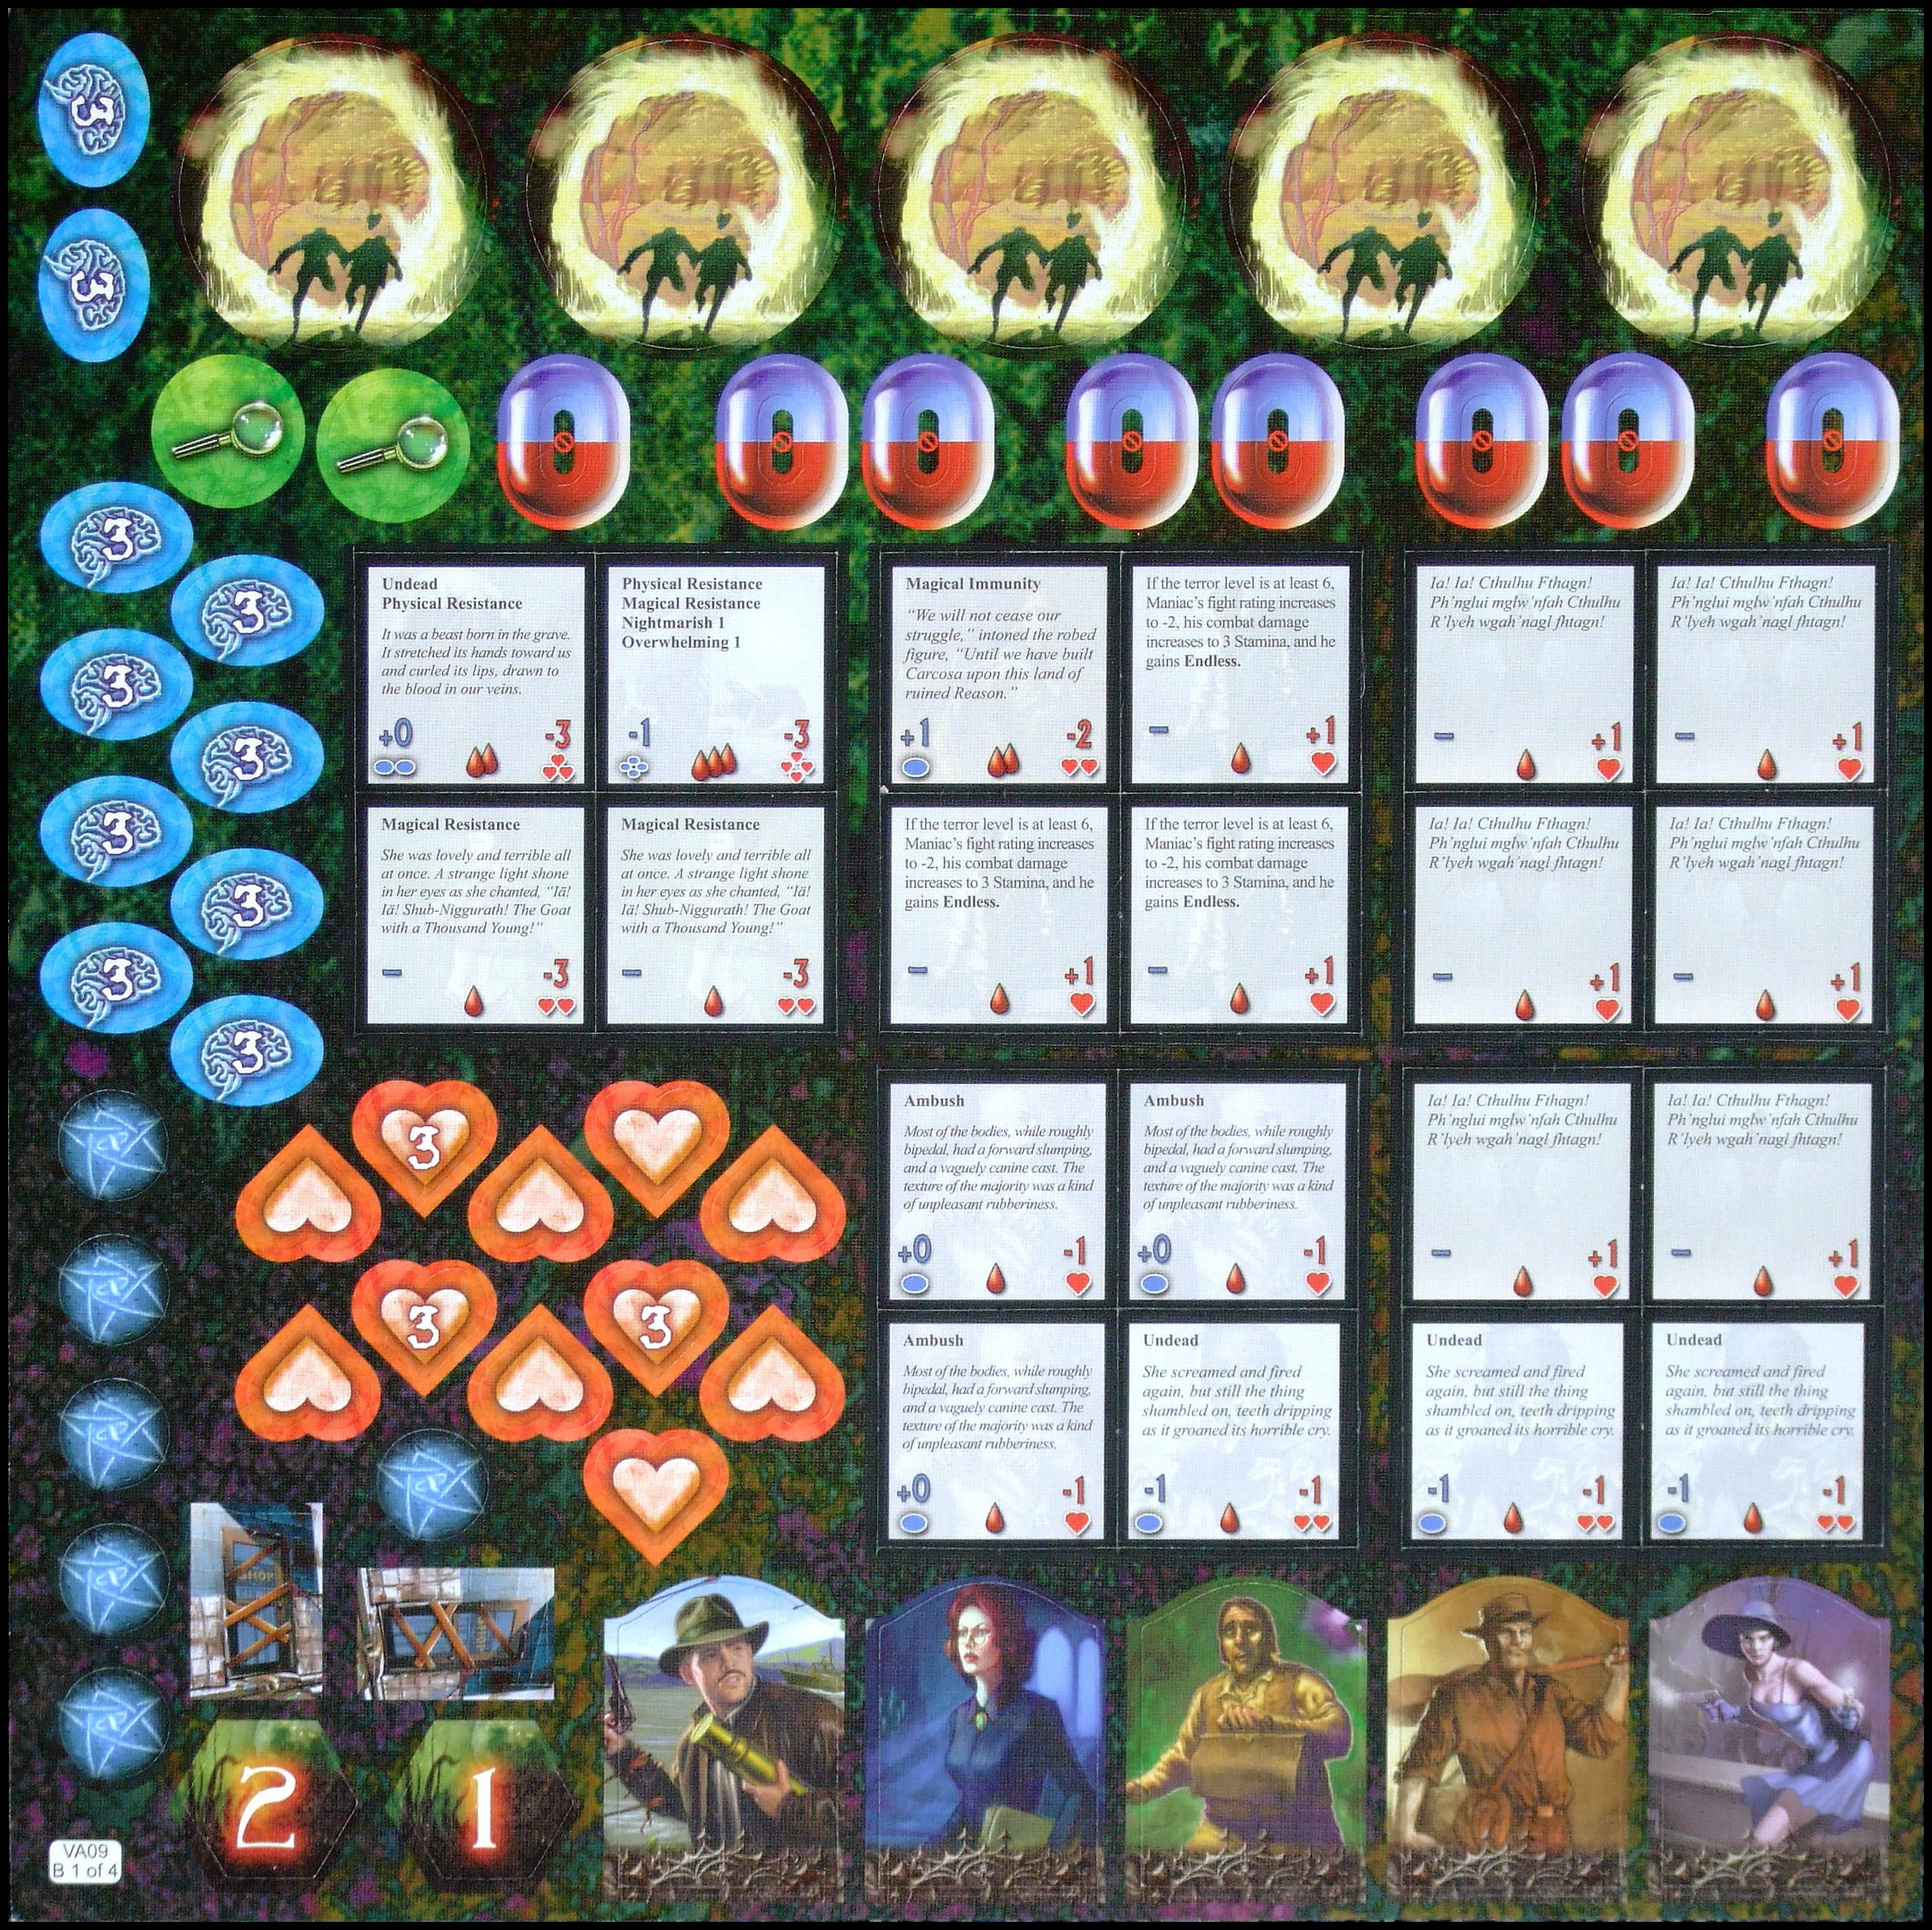 3
3
3
3
3
3
3
3
3
3
Undead
Physical Resistance
It was a beast born in the grave.
It stretched its hands toward us
and curled its lips, drawn to
the blood in our veins.
+0
-3
Physical Resistance
Magical Resistance
Nightmarish 1
Overwhelming 1
-1
-3
Magical Immunity
"We will not cease our
struggle," intoned the robed
figure, "Until we have built
Carcosa upon this land of
ruined Reason."
+1
-2
If the terror level is at least 6,
Maniac's fight rating increases
to -2, his combat damage
increases to 3 Stamina, and he
gains Endless.
–
+1
Ia! Ia! Cthulhu Fthagn!
Ph'nglui mglw'nfah Cthulhu
R'lyeh wgah'nagl fhtagn!
–
+1
Ia! Ia! Cthulhu Fthagn!
Ph'nglui mglw'nfah Cthulhu
R'lyeh wgah'nagl fhtagn!
–
+1
Magical Resistance
She was lovely and terrible all
at once. A strange light shone
in her eyes as she chanted, "Iä!
Iä! Shub-Niggurath! The Goat
with a Thousand Young!"
–
-3
Magical Resistance
She was lovely and terrible all
at once. A strange light shone
in her eyes as she chanted, "Iä!
Iä! Shub-Niggurath! The Goat
with a Thousand Young!"
–
-3
If the terror level is at least 6,
Maniac's fight rating increases
to -2, his combat damage
increases to 3 Stamina, and he
gains Endless.
–
+1
If the terror level is at least 6,
Maniac's fight rating increases
to -2, his combat damage
increases to 3 Stamina, and he
gains Endless.
–
+1
Ia! Ia! Cthulhu Fthagn!
Ph'nglui mglw'nfah Cthulhu
R'lyeh wgah'nagl fhtagn!
–
+1
Ia! Ia! Cthulhu Fthagn!
Ph'nglui mglw'nfah Cthulhu
R'lyeh wgah'nagl fhtagn!
–
+1
3
3
3
Ambush
Most of the bodies, while roughly
bipedal, had a forward slumping,
and a vaguely canine cast. The
texture of the majority was a kind
of unpleasant rubberiness.
+0
-1
Ambush
Most of the bodies, while roughly
bipedal, had a forward slumping,
and a vaguely canine cast. The
texture of the majority was a kind
of unpleasant rubberiness.
+0
-1
Ia! Ia! Cthulhu Fthagn!
Ph'nglui mglw'nfah Cthulhu
R'lyeh wgah'nagl fhtagn!
–
+1
Ia! Ia! Cthulhu Fthagn!
Ph'nglui mglw'nfah Cthulhu
R'lyeh wgah'nagl fhtagn!
–
+1
Ambush
Most of the bodies, while roughly
bipedal, had a forward slumping,
and a vaguely canine cast. The
texture of the majority was a kind
of unpleasant rubberiness.
+0
-1
Undead
She screamed and fired
again, but still the thing
shambled on, teeth dripping
as it groaned its horrible cry.
-1
-1
Undead
She screamed and fired
again, but still the thing
shambled on, teeth dripping
as it groaned its horrible cry.
-1
-1
Undead
She screamed and fired
again, but still the thing
shambled on, teeth dripping
as it groaned its horrible cry.
-1
-1
SHOP
2
1
VA09
B 1 of 4